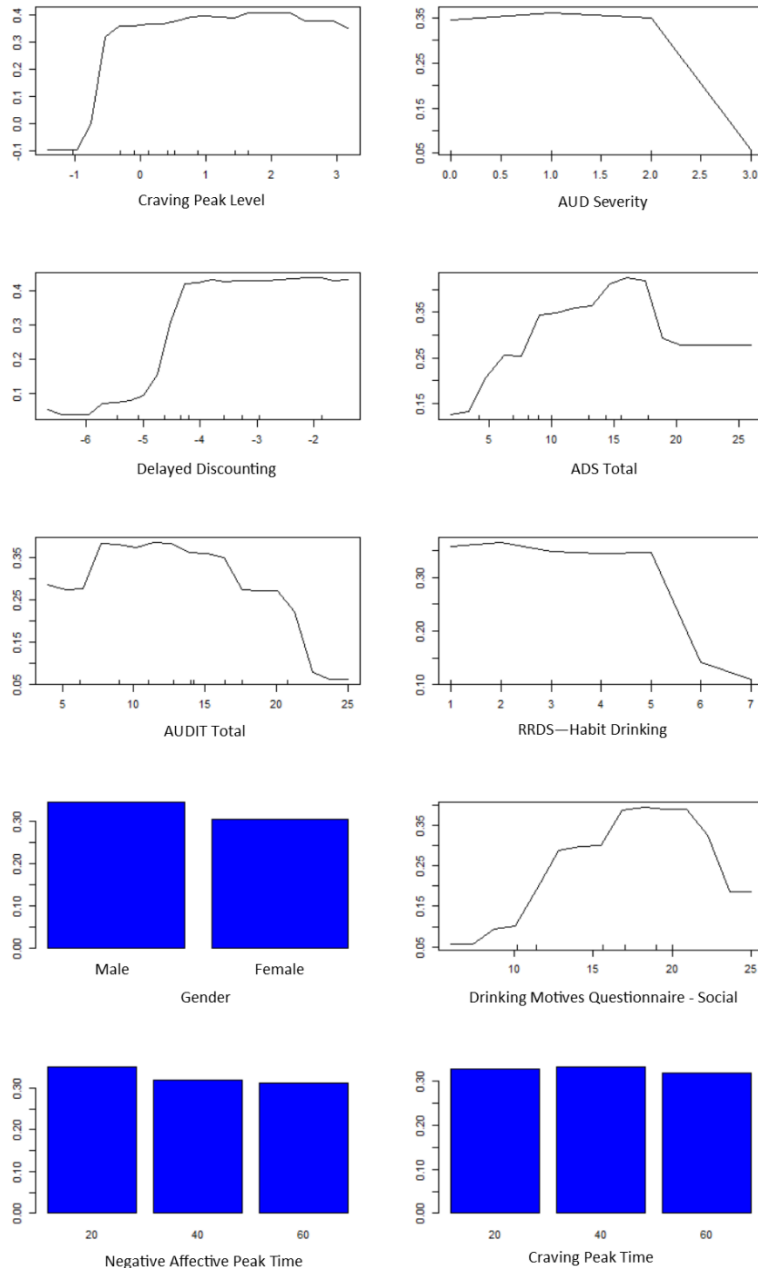 -0.1 0.0 0.1 0.2 0.3 0.4
-1 0 1 2 3
Craving Peak Level
0.05 0.15 0.25 0.35
0.0 0.5 1.0 1.5 2.0 2.5 3.0
AUD Severity
0.1 0.2 0.3 0.4
-6 -5 -4 -3 -2
Delayed Discounting
0.15 0.25 0.35
5 10 15 20 25
ADS Total
0.05 0.15 0.25 0.35
5 10 15 20 25
AUDIT Total
0.10 0.20 0.30
1 2 3 4 5 6 7
RRDS—Habit Drinking
0.00 0.10 0.20 0.30
Male Female
Gender
0.05 0.15 0.25 0.35
10 15 20 25
Drinking Motives Questionnaire - Social
0.00 0.10 0.20 0.30
20 40 60
Negative Affective Peak Time
0.00 0.10 0.20 0.30
20 40 60
Craving Peak Time